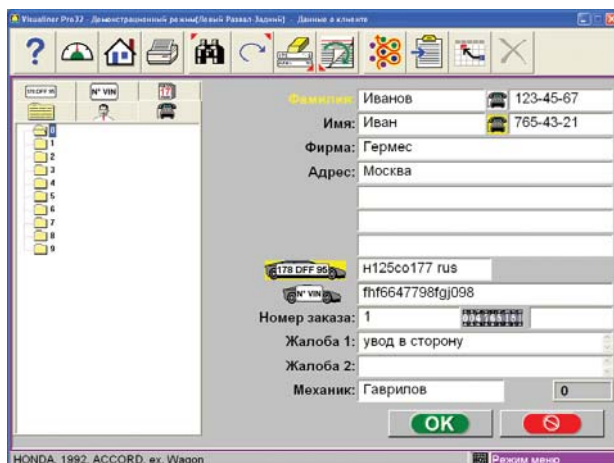 Visualiner Pro32 - Демонстрационный режим(Левый Развал-Задний) - Данные о клиенте
178 DFF 95 N° VIN 17
0
1
2
3
4
5
6
7
8
9
Фамилия: Иванов 123-45-67
Имя: Иван 765-43-21
Фирма: Гермес
Адрес: Москва
178 DFF 95 н125со177 rus
N° VIN fhf6647798fgj098
Номер заказа: 1
Жалоба 1: увод в сторону
Жалоба 2:
Механик: Гаврилов 0
OK
HONDA, 1992, ACCORD, ex. Wagon Режим меню